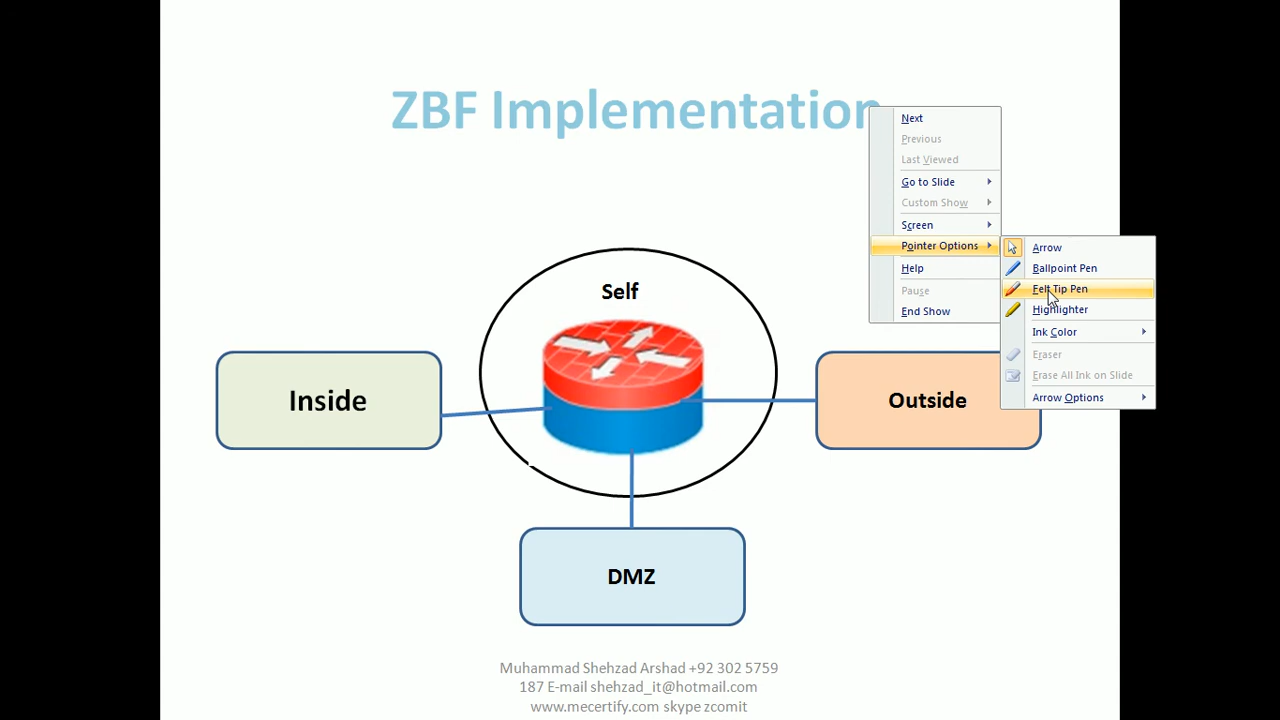 ZBF Implementation
Next
Previous
Last Viewed
Go to Slide
Custom Show
Screen
Pointer Options
Help
Pause
End Show
Arrow
Ballpoint Pen
Felt Tip Pen
Highlighter
Ink Color
Eraser
Erase All Ink on Slide
Arrow Options
Self
Inside
Outside
DMZ
Muhammad Shehzad Arshad +92 302 5759
187 E-mail shehzad_it@hotmail.com
www.mecertify.com skype zcomit